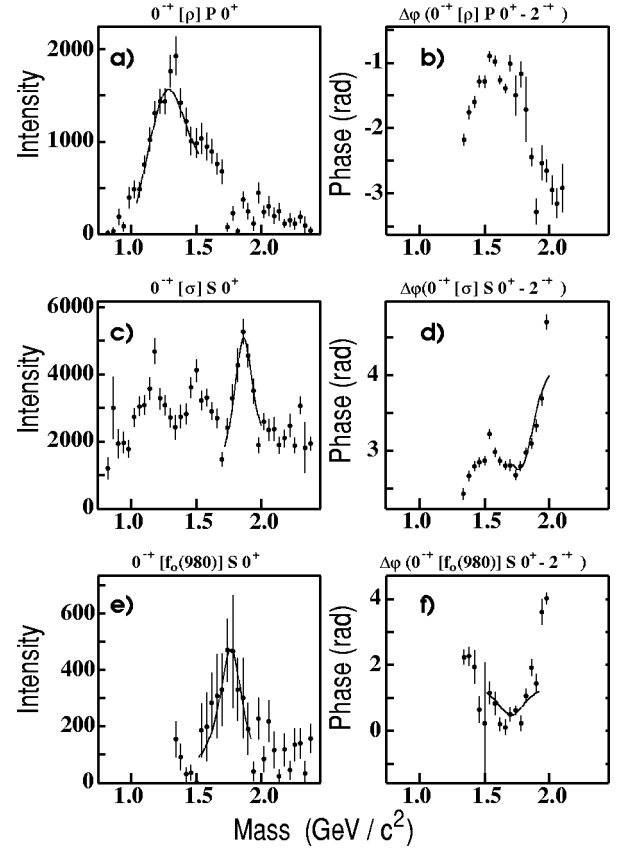 0⁻⁺ [ρ] P 0⁺
Δφ (0⁻⁺ [ρ] P 0⁺ - 2⁻⁺ )
a)
b)
Intensity
2000
1000
0
1.0 1.5 2.0
Phase (rad)
-1
-2
-3
1.0 1.5 2.0
0⁻⁺ [σ] S 0⁺
Δφ(0⁻⁺ [σ] S 0⁺ - 2⁻⁺ )
c)
d)
Intensity
6000
4000
2000
0
1.0 1.5 2.0
Phase (rad)
4
3
1.0 1.5 2.0
0⁻⁺ [f₀(980)] S 0⁺
Δφ (0⁻⁺ [f₀(980)] S 0⁺ - 2⁻⁺ )
e)
f)
Intensity
600
400
200
0
1.0 1.5 2.0
Phase (rad)
4
2
0
1.0 1.5 2.0
Mass (GeV / c²)